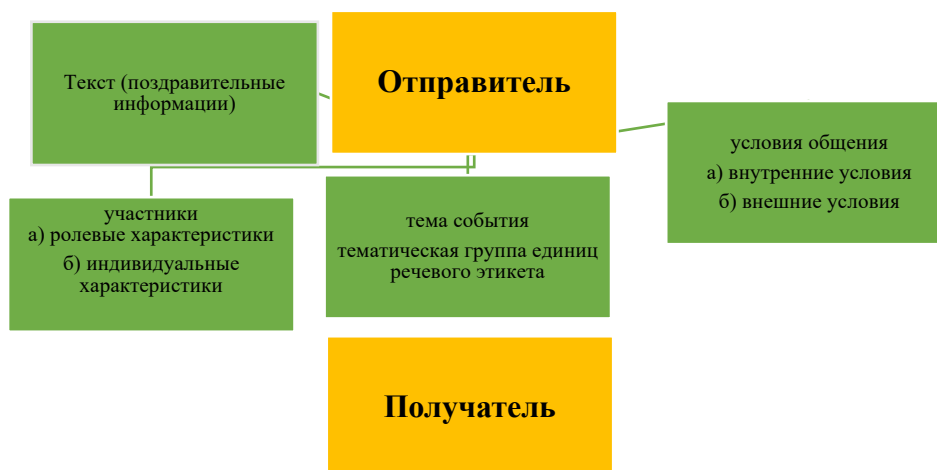 Текст (поздравительные
информации)
Отправитель
условия общения
а) внутренние условия
б) внешние условия
участники
а) ролевые характеристики
б) индивидуальные
характеристики
тема события
тематическая группа единиц
речевого этикета
Получатель